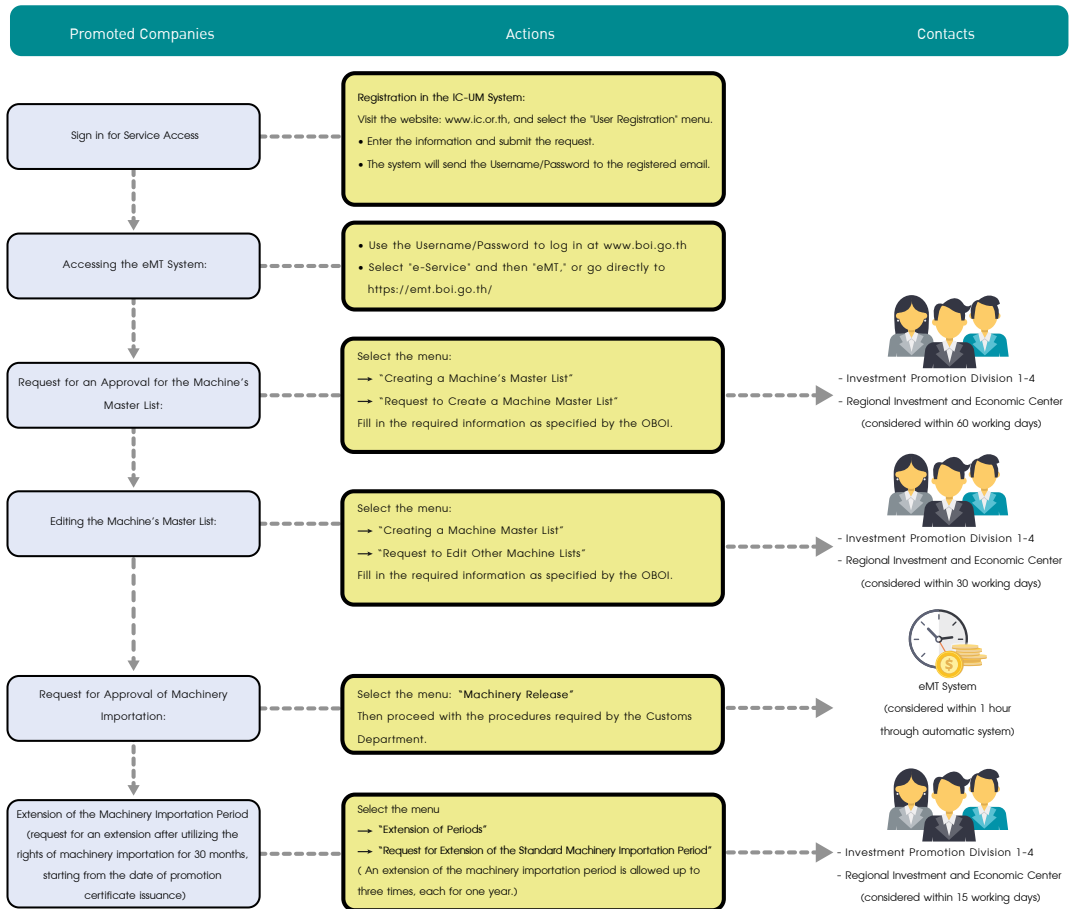 Promoted Companies
Actions
Contacts
Sign in for Service Access
Registration in the IC-UM System:
Visit the website: www.ic.or.th, and select the "User Registration" menu.
• Enter the information and submit the request.
• The system will send the Username/Password to the registered email.
Accessing the eMT System:
• Use the Username/Password to log in at www.boi.go.th
• Select "e-Service" and then "eMT," or go directly to
https://emt.boi.go.th/
Request for an Approval for the Machine's
Master List:
Select the menu:
→ "Creating a Machine's Master List"
→ "Request to Create a Machine Master List"
Fill in the required information as specified by the OBOI.
- Investment Promotion Division 1-4
- Regional Investment and Economic Center
(considered within 60 working days)
Editing the Machine's Master List:
Select the menu:
→ "Creating a Machine Master List"
→ "Request to Edit Other Machine Lists"
Fill in the required information as specified by the OBOI.
- Investment Promotion Division 1-4
- Regional Investment and Economic Center
(considered within 30 working days)
Request for Approval of Machinery
Importation:
Select the menu: "Machinery Release"
Then proceed with the procedures required by the Customs
Department.
$
eMT System
(considered within 1 hour
through automatic system)
Extension of the Machinery Importation Period
(request for an extension after utilizing the
rights of machinery importation for 30 months,
starting from the date of promotion
certificate issuance)
Select the menu
→ "Extension of Periods"
→ "Request for Extension of the Standard Machinery Importation Period"
( An extension of the machinery importation period is allowed up to
three times, each for one year.)
- Investment Promotion Division 1-4
- Regional Investment and Economic Center
(considered within 15 working days)